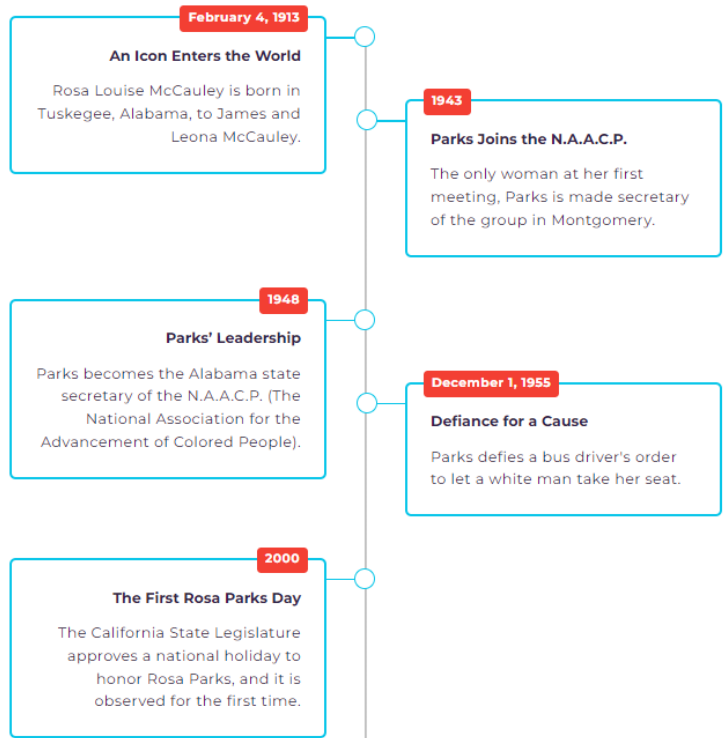 February 4, 1913
An Icon Enters the World
Rosa Louise McCauley is born in
Tuskegee, Alabama, to James and
Leona McCauley.
1943
Parks Joins the N.A.A.C.P.
The only woman at her first
meeting, Parks is made secretary
of the group in Montgomery.
1948
Parks’ Leadership
Parks becomes the Alabama state
secretary of the N.A.A.C.P. (The
National Association for the
Advancement of Colored People).
December 1, 1955
Defiance for a Cause
Parks defies a bus driver's order
to let a white man take her seat.
2000
The First Rosa Parks Day
The California State Legislature
approves a national holiday to
honor Rosa Parks, and it is
observed for the first time.